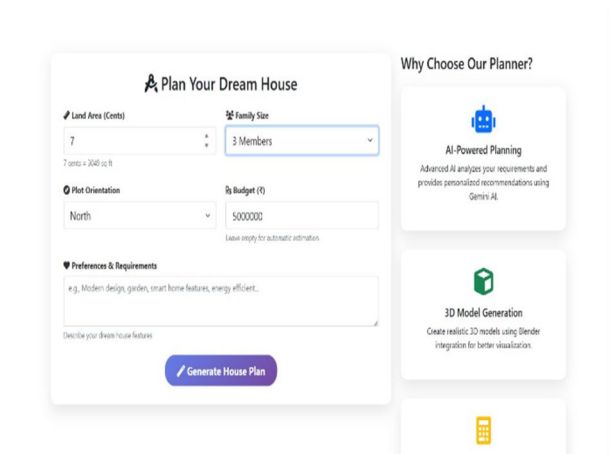 Plan Your Dream House
Land Area (Cents)
Family Size
7
3 Members
7 cents = 3049 sq ft
Plot Orientation
Rs Budget (₹)
North
5000000
Leave empty for automatic estimation
Preferences & Requirements
e.g., Modern design, garden, smart home features, energy efficient...
Describe your dream house features
Generate House Plan
Why Choose Our Planner?
AI-Powered Planning
Advanced AI analyzes your requirements and
provides personalized recommendations using
Gemini AI.
3D Model Generation
Create realistic 3D models using Blender
integration for better visualization.